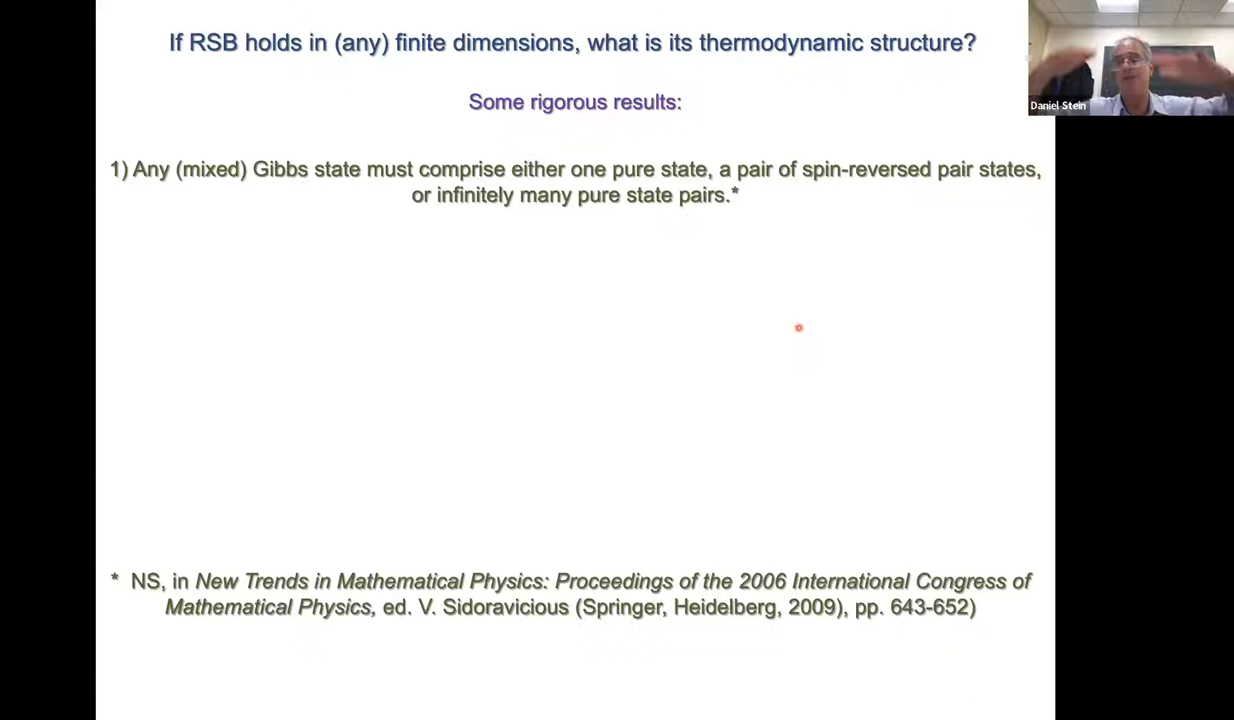 If RSB holds in (any) finite dimensions, what is its thermodynamic structure?
Some rigorous results:
1) Any (mixed) Gibbs state must comprise either one pure state, a pair of spin-reversed pair states,
or infinitely many pure state pairs.*
Daniel Stein
* NS, in New Trends in Mathematical Physics: Proceedings of the 2006 International Congress of
Mathematical Physics, ed. V. Sidoravicious (Springer, Heidelberg, 2009), pp. 643-652)